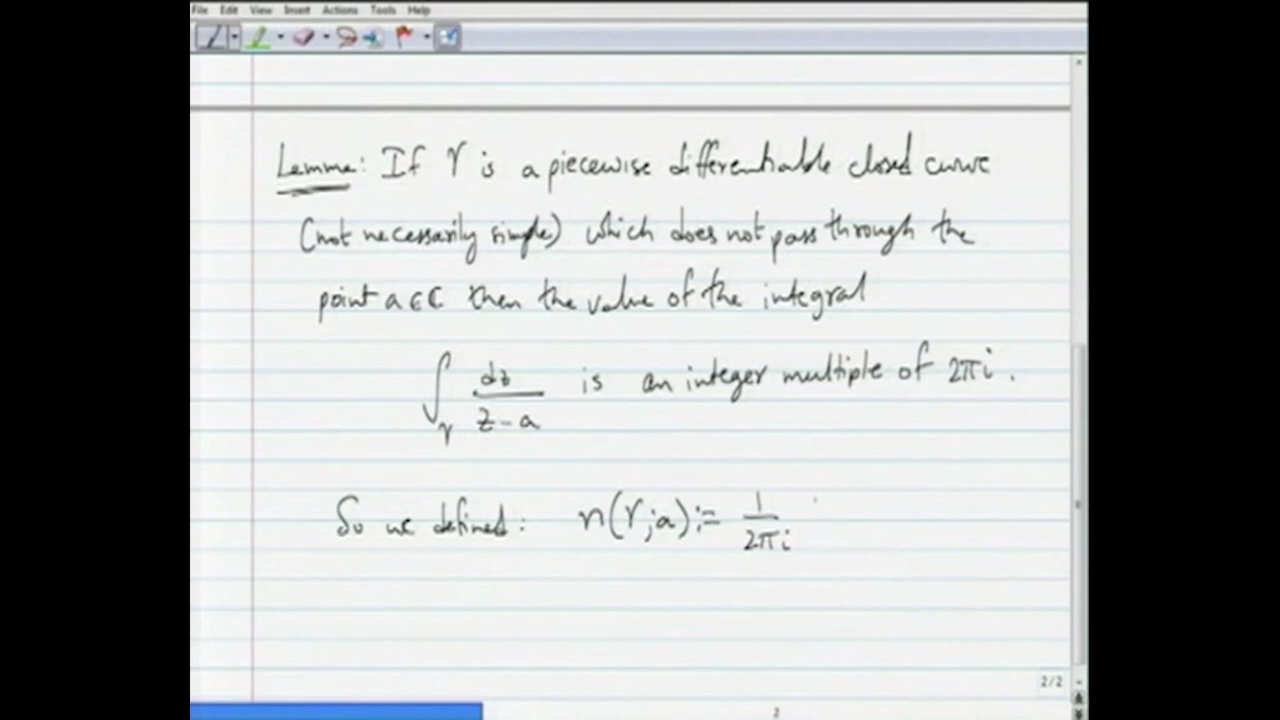 File Edit View Insert Actions Tools Help
Lemma: If γ is a piecewise differentiable closed curve
(not necessarily simple) which does not pass through the
point a ∈ ℂ then the value of the integral
∫_γ dz/(z-a) is an integer multiple of 2πi.
So we defined: n(γ;a) := 1/2πi
2/2
2